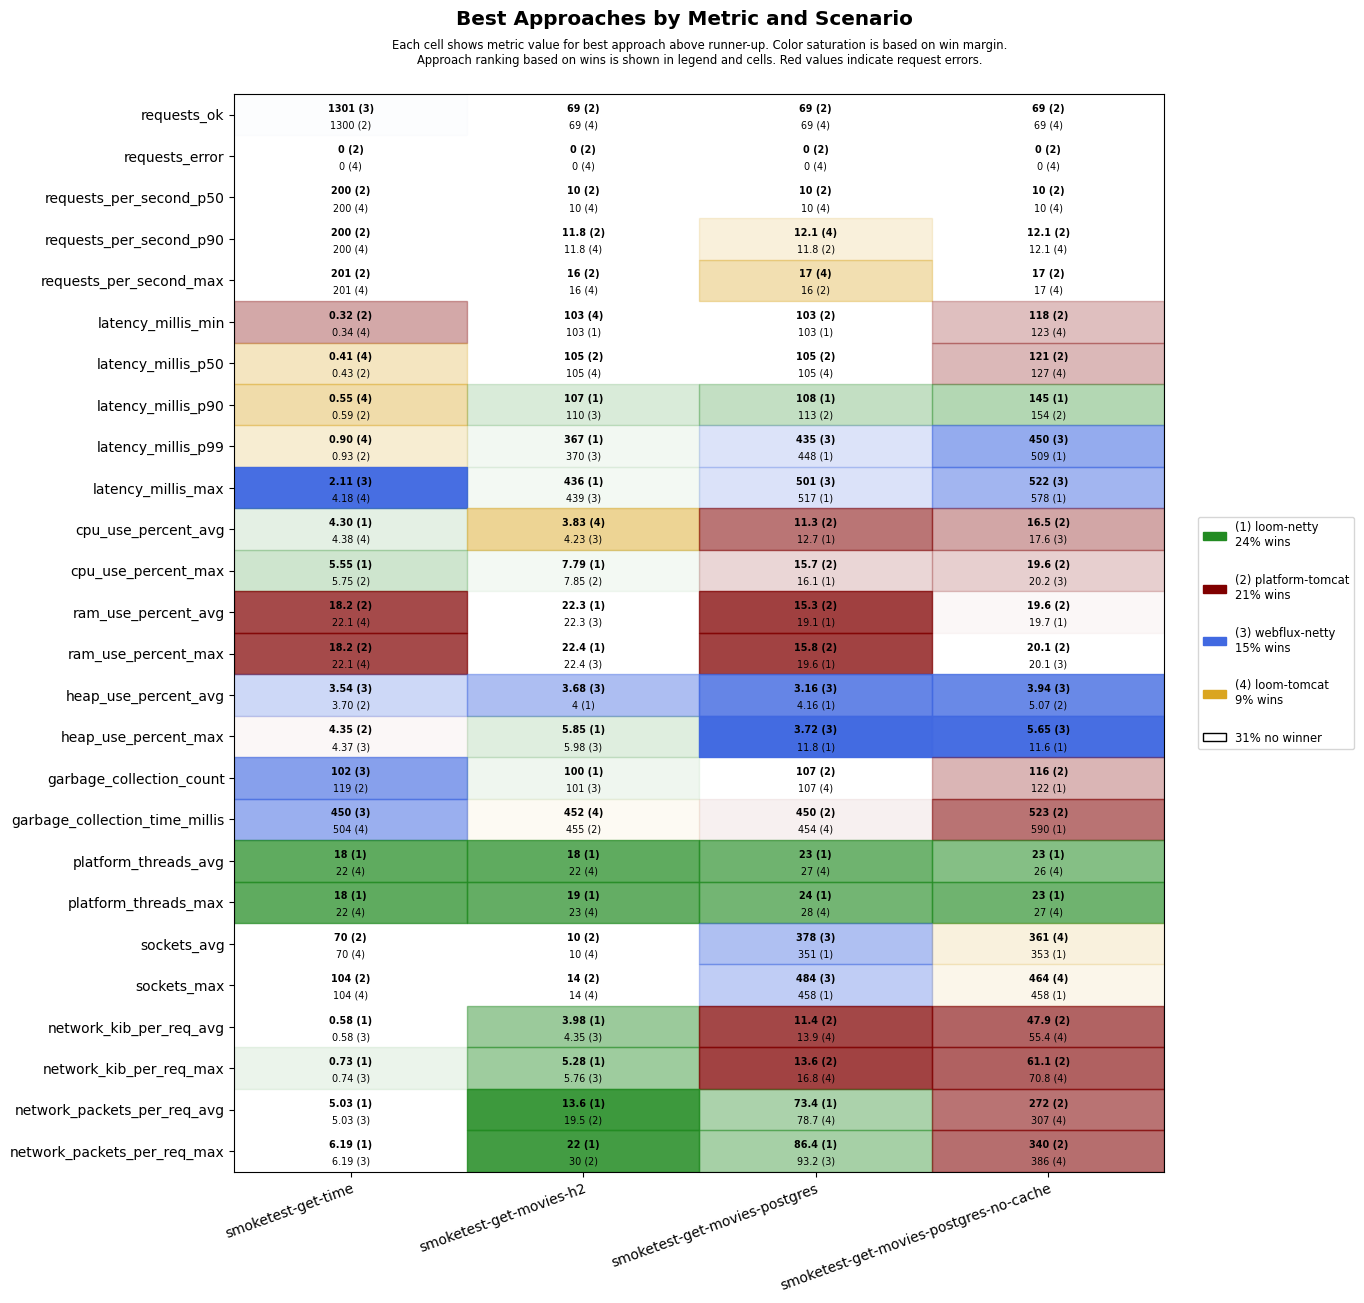 Best Approaches by Metric and Scenario
Each cell shows metric value for best approach above runner-up. Color saturation is based on win margin.
Approach ranking based on wins is shown in legend and cells. Red values indicate request errors.
requests_ok
1301 (3) 69 (2) 69 (2) 69 (2)
1300 (2) 69 (4) 69 (4) 69 (4)
requests_error
0 (2) 0 (2) 0 (2) 0 (2)
0 (4) 0 (4) 0 (4) 0 (4)
requests_per_second_p50
200 (2) 10 (2) 10 (2) 10 (2)
200 (4) 10 (4) 10 (4) 10 (4)
requests_per_second_p90
200 (2) 11.8 (2) 12.1 (4) 12.1 (2)
200 (4) 11.8 (4) 11.8 (2) 12.1 (4)
requests_per_second_max
201 (2) 16 (2) 17 (4) 17 (2)
201 (4) 16 (4) 16 (2) 17 (4)
latency_millis_min
0.32 (2) 103 (4) 103 (2) 118 (2)
0.34 (4) 103 (1) 103 (1) 123 (4)
latency_millis_p50
0.41 (4) 105 (2) 105 (2) 121 (2)
0.43 (2) 105 (4) 105 (4) 127 (4)
latency_millis_p90
0.55 (4) 107 (1) 108 (1) 145 (1)
0.59 (2) 110 (3) 113 (2) 154 (2)
latency_millis_p99
0.90 (4) 367 (1) 435 (3) 450 (3)
0.93 (2) 370 (3) 448 (1) 509 (1)
latency_millis_max
2.11 (3) 436 (1) 501 (3) 522 (3)
4.18 (4) 439 (3) 517 (1) 578 (1)
cpu_use_percent_avg
4.30 (1) 3.83 (4) 11.3 (2) 16.5 (2)
4.38 (4) 4.23 (3) 12.7 (1) 17.6 (3)
cpu_use_percent_max
5.55 (1) 7.79 (1) 15.7 (2) 19.6 (2)
5.75 (2) 7.85 (2) 16.1 (1) 20.2 (3)
ram_use_percent_avg
18.2 (2) 22.3 (1) 15.3 (2) 19.6 (2)
22.1 (4) 22.3 (3) 19.1 (1) 19.7 (1)
ram_use_percent_max
18.2 (2) 22.4 (1) 15.8 (2) 20.1 (2)
22.1 (4) 22.4 (3) 19.6 (1) 20.1 (3)
heap_use_percent_avg
3.54 (3) 3.68 (3) 3.16 (3) 3.94 (3)
3.70 (2) 4 (1) 4.16 (1) 5.07 (2)
heap_use_percent_max
4.35 (2) 5.85 (1) 3.72 (3) 5.65 (3)
4.37 (3) 5.98 (3) 11.8 (1) 11.6 (1)
garbage_collection_count
102 (3) 100 (1) 107 (2) 116 (2)
119 (2) 101 (3) 107 (4) 122 (1)
garbage_collection_time_millis
450 (3) 452 (4) 450 (2) 523 (2)
504 (4) 455 (2) 454 (4) 590 (1)
platform_threads_avg
18 (1) 18 (1) 23 (1) 23 (1)
22 (4) 22 (4) 27 (4) 26 (4)
platform_threads_max
18 (1) 19 (1) 24 (1) 23 (1)
22 (4) 23 (4) 28 (4) 27 (4)
sockets_avg
70 (2) 10 (2) 378 (3) 361 (4)
70 (4) 10 (4) 351 (1) 353 (1)
sockets_max
104 (2) 14 (2) 484 (3) 464 (4)
104 (4) 14 (4) 458 (1) 458 (1)
network_kib_per_req_avg
0.58 (1) 3.98 (1) 11.4 (2) 47.9 (2)
0.58 (3) 4.35 (3) 13.9 (4) 55.4 (4)
network_kib_per_req_max
0.73 (1) 5.28 (1) 13.6 (2) 61.1 (2)
0.74 (3) 5.76 (3) 16.8 (4) 70.8 (4)
network_packets_per_req_avg
5.03 (1) 13.6 (1) 73.4 (1) 272 (2)
5.03 (3) 19.5 (2) 78.7 (4) 307 (4)
network_packets_per_req_max
6.19 (1) 22 (1) 86.4 (1) 340 (2)
6.19 (3) 30 (2) 93.2 (3) 386 (4)
smoketest-get-time
smoketest-get-movies-h2
smoketest-get-movies-postgres
smoketest-get-movies-postgres-no-cache
(1) loom-netty
24% wins
(2) platform-tomcat
21% wins
(3) webflux-netty
15% wins
(4) loom-tomcat
9% wins
31% no winner